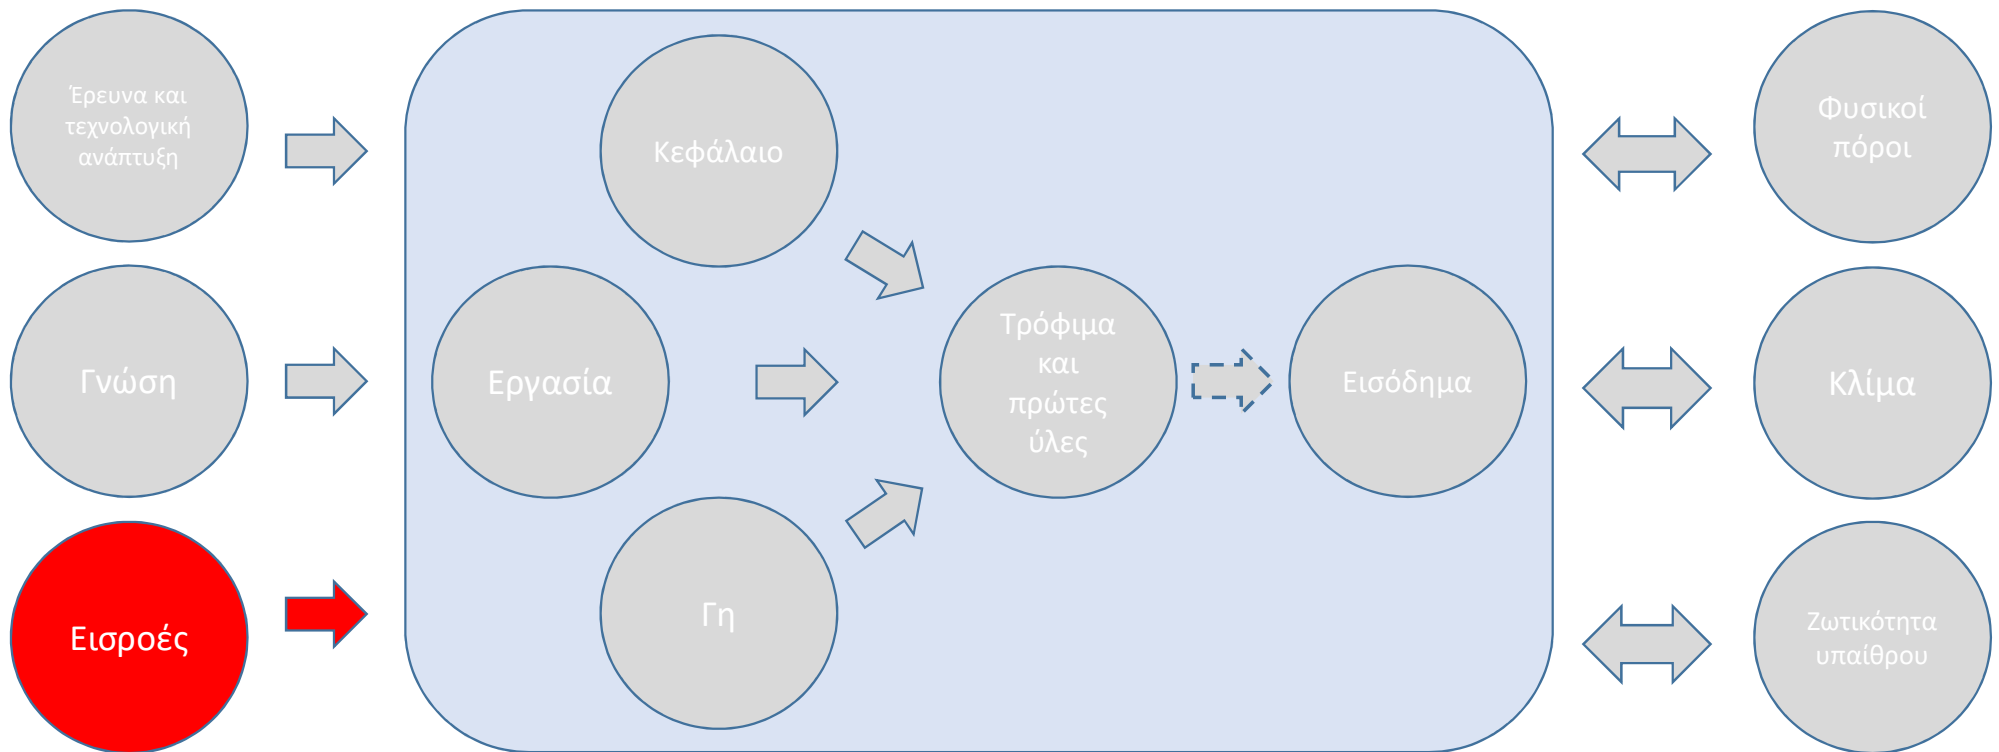 Έρευνα και
τεχνολογική
ανάπτυξη
Γνώση
Εισροές
Κεφάλαιο
Εργασία
Γη
Τρόφιμα
και
πρώτες
ύλες
Εισόδημα
Φυσικοί
πόροι
Κλίμα
Ζωτικότητα
υπαίθρου